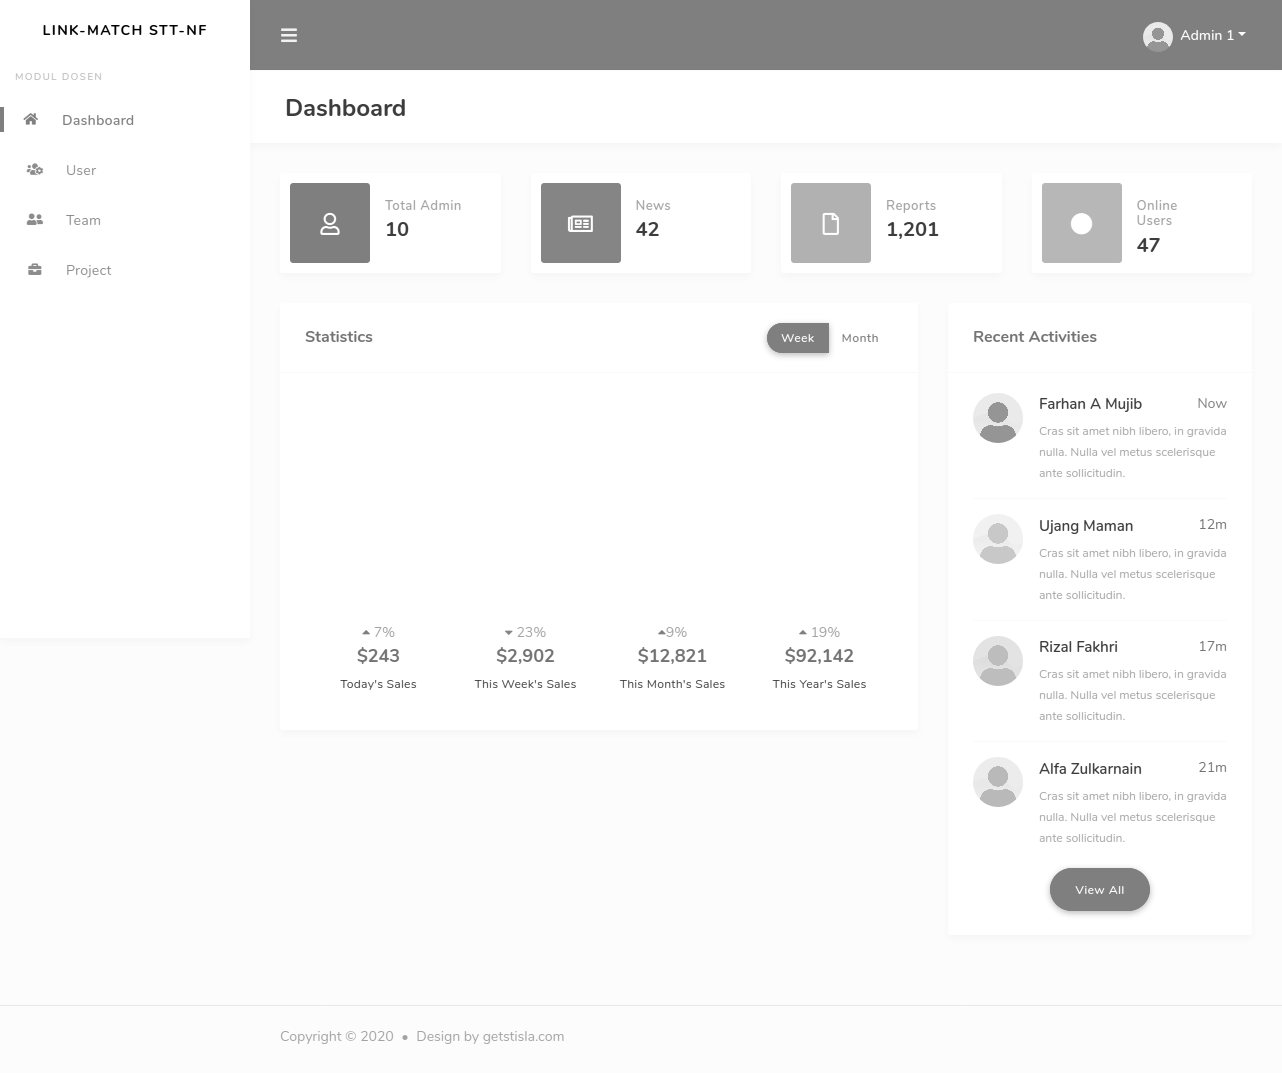 LINK-MATCH STT-NF
MODUL DOSEN
Dashboard
User
Team
Project
Admin 1
Dashboard
Total Admin
10
News
42
Reports
1,201
Online
Users
47
Statistics
Week
Month
7%
$243
Today's Sales
23%
$2,902
This Week's Sales
9%
$12,821
This Month's Sales
19%
$92,142
This Year's Sales
Recent Activities
Farhan A Mujib Now
Cras sit amet nibh libero, in gravida
nulla. Nulla vel metus scelerisque
ante sollicitudin.
Ujang Maman 12m
Cras sit amet nibh libero, in gravida
nulla. Nulla vel metus scelerisque
ante sollicitudin.
Rizal Fakhri 17m
Cras sit amet nibh libero, in gravida
nulla. Nulla vel metus scelerisque
ante sollicitudin.
Alfa Zulkarnain 21m
Cras sit amet nibh libero, in gravida
nulla. Nulla vel metus scelerisque
ante sollicitudin.
View All
Copyright © 2020 • Design by getstisla.com